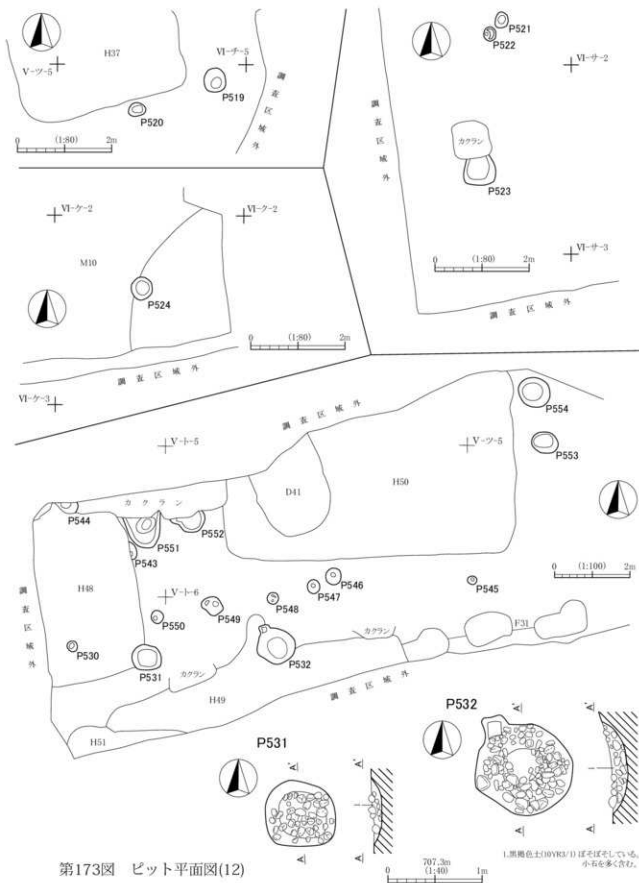 H37
V-ツ-5
VI-チ-5
P519
P520
調査区域外
0 (1:80) 2m
P521
P522
VI-サ-2
調査区域外
カクラン
P523
VI-サ-3
0 (1:80) 2m
調査区域外
VI-ケ-2
VI-ク-2
M10
P524
0 (1:80) 2m
調査区域外
VI-ケ-3
調査区域外
V-ト-5
V-ツ-5
P554
P553
カクラン
D41
H50
P544
P551
P552
P543
0 (1:100) 2m
調査区域外
H48
V-ト-6
P546
P547
P545
P548
P549
P550
P530
P531
P532
カクラン
カクラン
F31
H49
調査区域外
H51
P531
A'
A'
A
A
P532
A'
A'
A
A
1.黒褐色土(10YR3/1) ぼそぼそしている。
小石を多く含む。
707.3m
0 (1:40) 1m
第173図 ピット平面図(12)